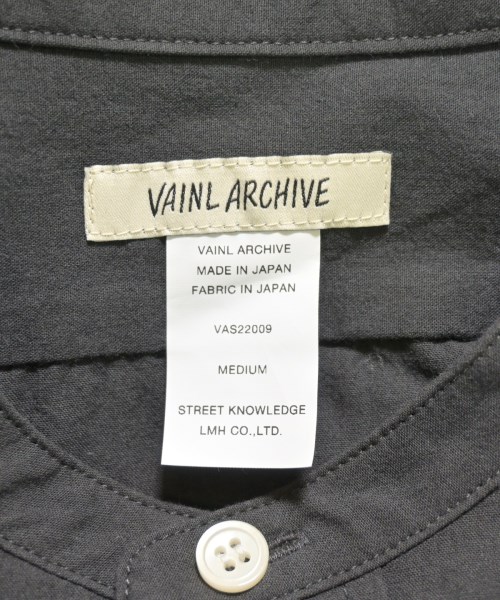 VAINL ARCHIVE
VAINL ARCHIVE
MADE IN JAPAN
FABRIC IN JAPAN
VAS22009
MEDIUM
STREET KNOWLEDGE
LMH CO.,LTD.